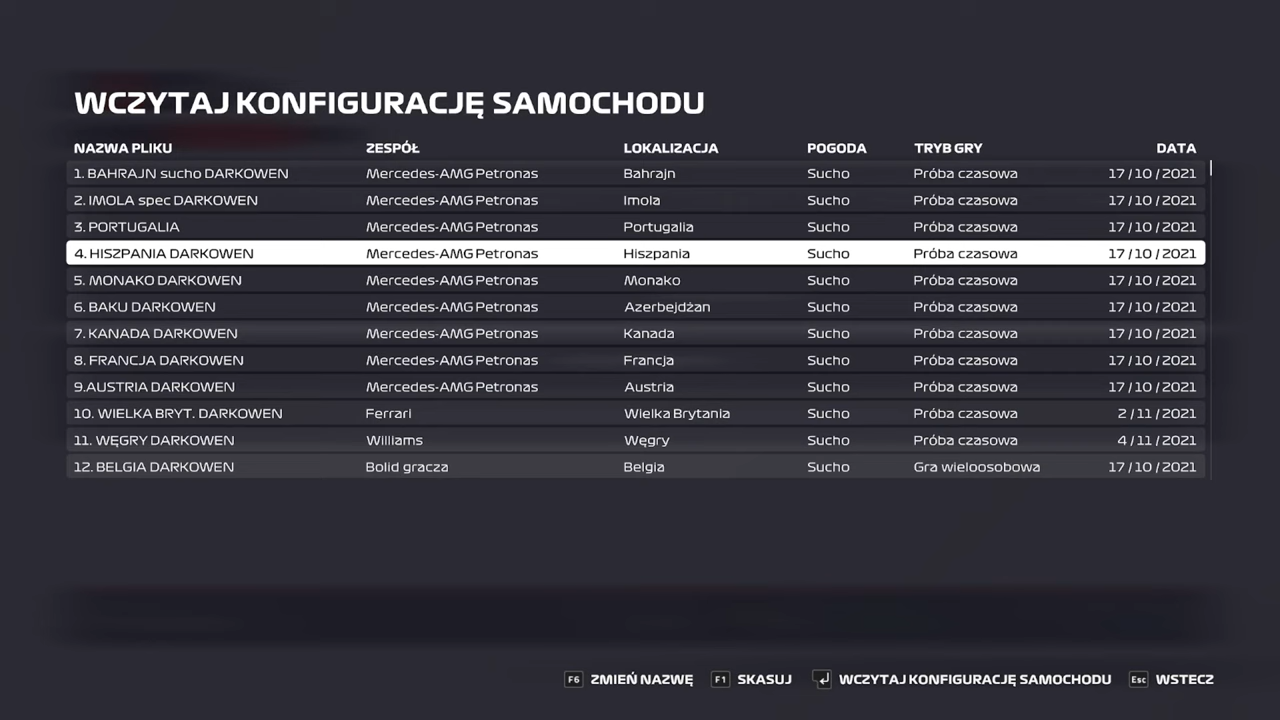 WCZYTAJ KONFIGURACJĘ SAMOCHODU
NAZWA PLIKU ZESPÓŁ LOKALIZACJA POGODA TRYB GRY DATA
1. BAHRAJN sucho DARKOWEN Mercedes-AMG Petronas Bahrajn Sucho Próba czasowa 17/10/2021
2. IMOLA spec DARKOWEN Mercedes-AMG Petronas Imola Sucho Próba czasowa 17/10/2021
3. PORTUGALIA Mercedes-AMG Petronas Portugalia Sucho Próba czasowa 17/10/2021
4. HISZPANIA DARKOWEN Mercedes-AMG Petronas Hiszpania Sucho Próba czasowa 17/10/2021
5. MONAKO DARKOWEN Mercedes-AMG Petronas Monako Sucho Próba czasowa 17/10/2021
6. BAKU DARKOWEN Mercedes-AMG Petronas Azerbejdżan Sucho Próba czasowa 17/10/2021
7. KANADA DARKOWEN Mercedes-AMG Petronas Kanada Sucho Próba czasowa 17/10/2021
8. FRANCJA DARKOWEN Mercedes-AMG Petronas Francja Sucho Próba czasowa 17/10/2021
9.AUSTRIA DARKOWEN Mercedes-AMG Petronas Austria Sucho Próba czasowa 17/10/2021
10. WIELKA BRYT. DARKOWEN Ferrari Wielka Brytania Sucho Próba czasowa 2/11/2021
11. WĘGRY DARKOWEN Williams Węgry Sucho Próba czasowa 4/11/2021
12. BELGIA DARKOWEN Bolid gracza Belgia Sucho Gra wieloosobowa 17/10/2021
F6 ZMIEŃ NAZWĘ F1 SKASUJ WCZYTAJ KONFIGURACJĘ SAMOCHODU Esc WSTECZ